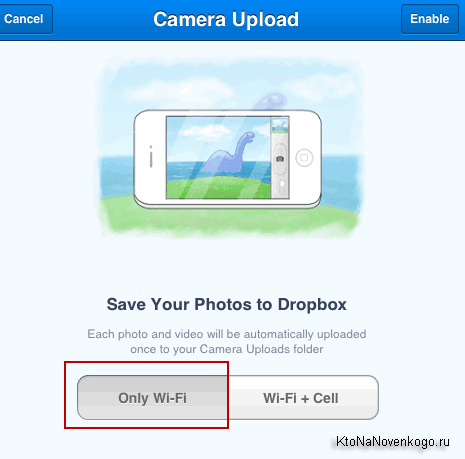 Cancel
Camera Upload
Enable
Save Your Photos to Dropbox
Each photo and video will be automatically uploaded
once to your Camera Uploads folder
Only Wi-Fi
Wi-Fi + Cell
KtoNaNovenkogo.ru